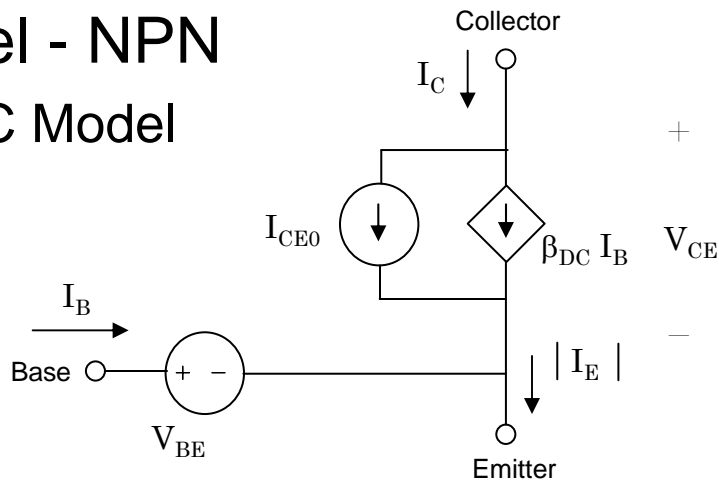 el - NPN
C Model
Collector
I_C
+
I_CE0
β_DC I_B
V_CE
I_B
−
| I_E |
Base
+ −
V_BE
Emitter